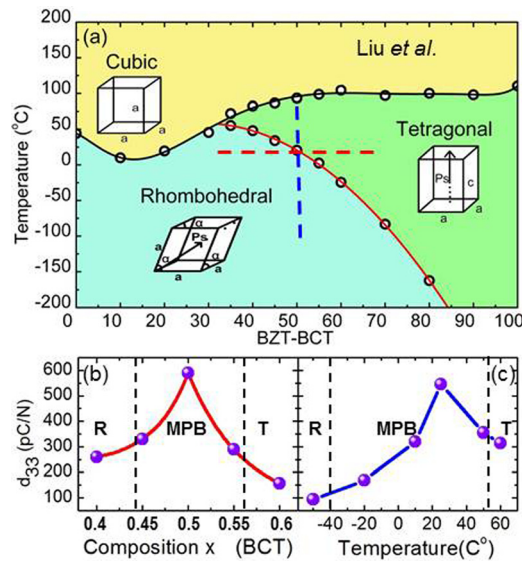 (a)
Liu et al.
Cubic
a
a
a
Tetragonal
Ps
c
a
a
Rhombohedral
Ps
a
α
α
α
a
a
Temperature (°C)
200
150
100
50
0
-50
-100
-150
-200
0 10 20 30 40 50 60 70 80 90 100
BZT-BCT
(b)
R MPB T
d33 (pC/N)
600
500
400
300
200
100
0.4 0.45 0.5 0.55 0.6
Composition x (BCT)
(c)
R MPB T
-40 -20 0 20 40 60
Temperature(C°)